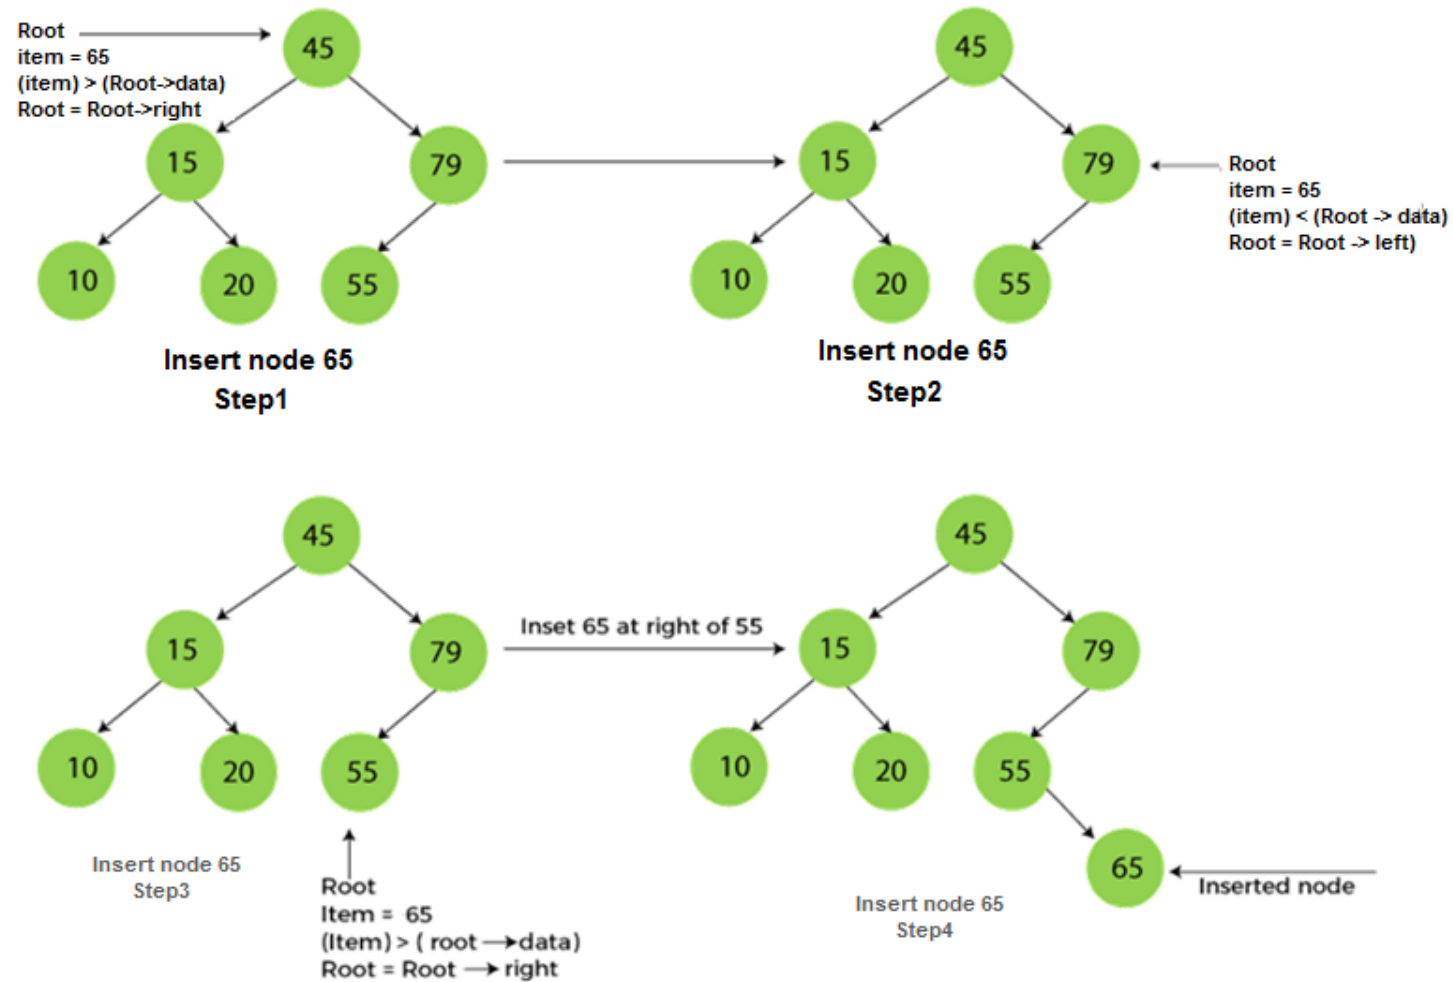 Root
item = 65
(item) > (Root->data)
Root = Root->right
45
15
79
10
20
55
Insert node 65
Step1
45
15
79
10
20
55
Root
item = 65
(item) < (Root -> data)
Root = Root -> left)
Insert node 65
Step2
45
15
79
10
20
55
Insert node 65
Step3
Root
Item = 65
(Item) > ( root →data)
Root = Root → right
Inset 65 at right of 55
45
15
79
10
20
55
65
Inserted node
Insert node 65
Step4